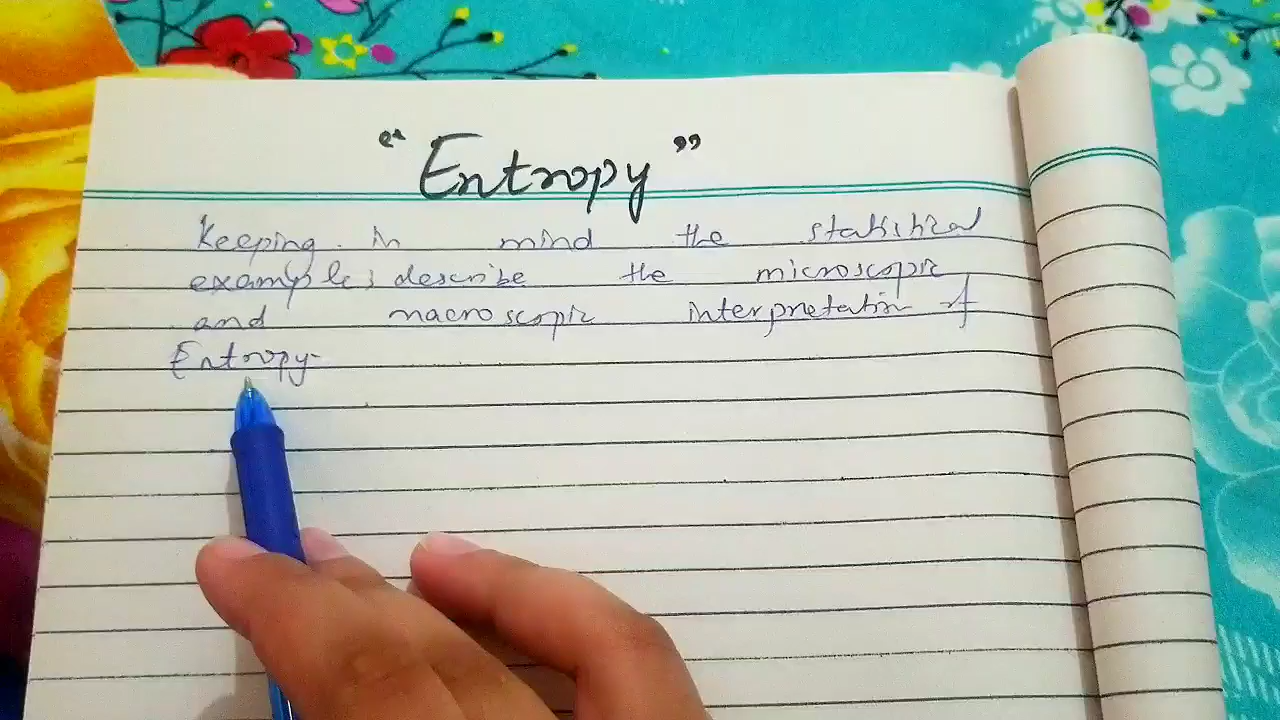 "Entropy"
Keeping in mind the statistical
examples describe the microscopic
and macroscopic interpretation of
Entropy-